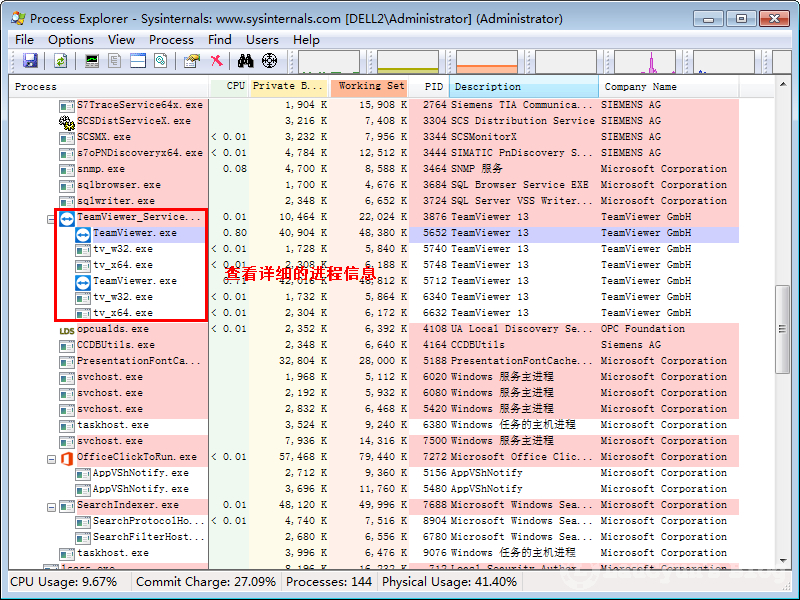 Process Explorer - Sysinternals: www.sysinternals.com [DELL2\Administrator] (Administrator)
File Options View Process Find Users Help
Process CPU Private B... Working Set PID Description Company Name
S7TraceService64x.exe 1,904 K 15,908 K 2764 Siemens TIA Communica... SIEMENS AG
SCSDistServiceX.exe 3,216 K 7,408 K 3304 SCS Distribution Service SIEMENS AG
SCSMX.exe < 0.01 3,232 K 7,956 K 3344 SCSMonitorX SIEMENS AG
s7oPNDiscoveryx64.exe < 0.01 4,784 K 12,512 K 3444 SIMATIC PnDiscovery S... SIEMENS AG
snmp.exe 0.08 4,700 K 8,588 K 3464 SNMP 服务 Microsoft Corporation
sqlbrowser.exe 1,700 K 4,676 K 3684 SQL Browser Service EXE Microsoft Corporation
sqlwriter.exe 2,348 K 6,652 K 3724 SQL Server VSS Writer... Microsoft Corporation
TeamViewer_Service... 0.01 10,464 K 22,024 K 3876 TeamViewer 13 TeamViewer GmbH
TeamViewer.exe 0.80 40,904 K 48,380 K 5652 TeamViewer 13 TeamViewer GmbH
tv_w32.exe < 0.01 1,728 K 5,840 K 5740 TeamViewer 13 TeamViewer GmbH
tv_x64.exe < 0.01 2,308 K 6,188 K 5748 TeamViewer 13 TeamViewer GmbH
查看详细的进程信息
TeamViewer.exe 5712 TeamViewer 13 TeamViewer GmbH
tv_w32.exe < 0.01 1,732 K 5,864 K 6340 TeamViewer 13 TeamViewer GmbH
tv_x64.exe < 0.01 2,304 K 6,172 K 6632 TeamViewer 13 TeamViewer GmbH
LDS opcualds.exe < 0.01 2,352 K 6,392 K 4108 UA Local Discovery Se... OPC Foundation
CCDBUtils.exe 2,348 K 6,640 K 4164 CCDBUtils Siemens AG
PresentationFontCa... 32,804 K 28,000 K 5188 PresentationFontCache... Microsoft Corporation
svchost.exe 1,968 K 5,112 K 6020 Windows 服务主进程 Microsoft Corporation
svchost.exe 2,192 K 5,932 K 6080 Windows 服务主进程 Microsoft Corporation
svchost.exe 2,832 K 6,468 K 5420 Windows 服务主进程 Microsoft Corporation
taskhost.exe 3,524 K 9,240 K 6380 Windows 任务的主机进程 Microsoft Corporation
svchost.exe 7,936 K 14,316 K 7500 Windows 服务主进程 Microsoft Corporation
OfficeClickToRun.exe < 0.01 57,468 K 79,440 K 7272 Microsoft Office Clic... Microsoft Corporation
AppVShNotify.exe 2,712 K 9,360 K 5156 AppVShNotify Microsoft Corporation
AppVShNotify.exe 3,696 K 11,760 K 5480 AppVShNotify Microsoft Corporation
SearchIndexer.exe 0.01 48,120 K 49,996 K 7688 Microsoft Windows Sea... Microsoft Corporation
SearchProtocolHo... < 0.01 4,740 K 7,516 K 8904 Microsoft Windows Sea... Microsoft Corporation
SearchFilterHost... 2,680 K 6,556 K 6780 Microsoft Windows Sea... Microsoft Corporation
taskhost.exe 3,996 K 6,476 K 9076 Windows 任务的主机进程 Microsoft Corporation
lsass.exe 8,196 K 16,232 K 712 Local Security Author... Microsoft Corporation
CPU Usage: 9.67% Commit Charge: 27.09% Processes: 144 Physical Usage: 41.40%